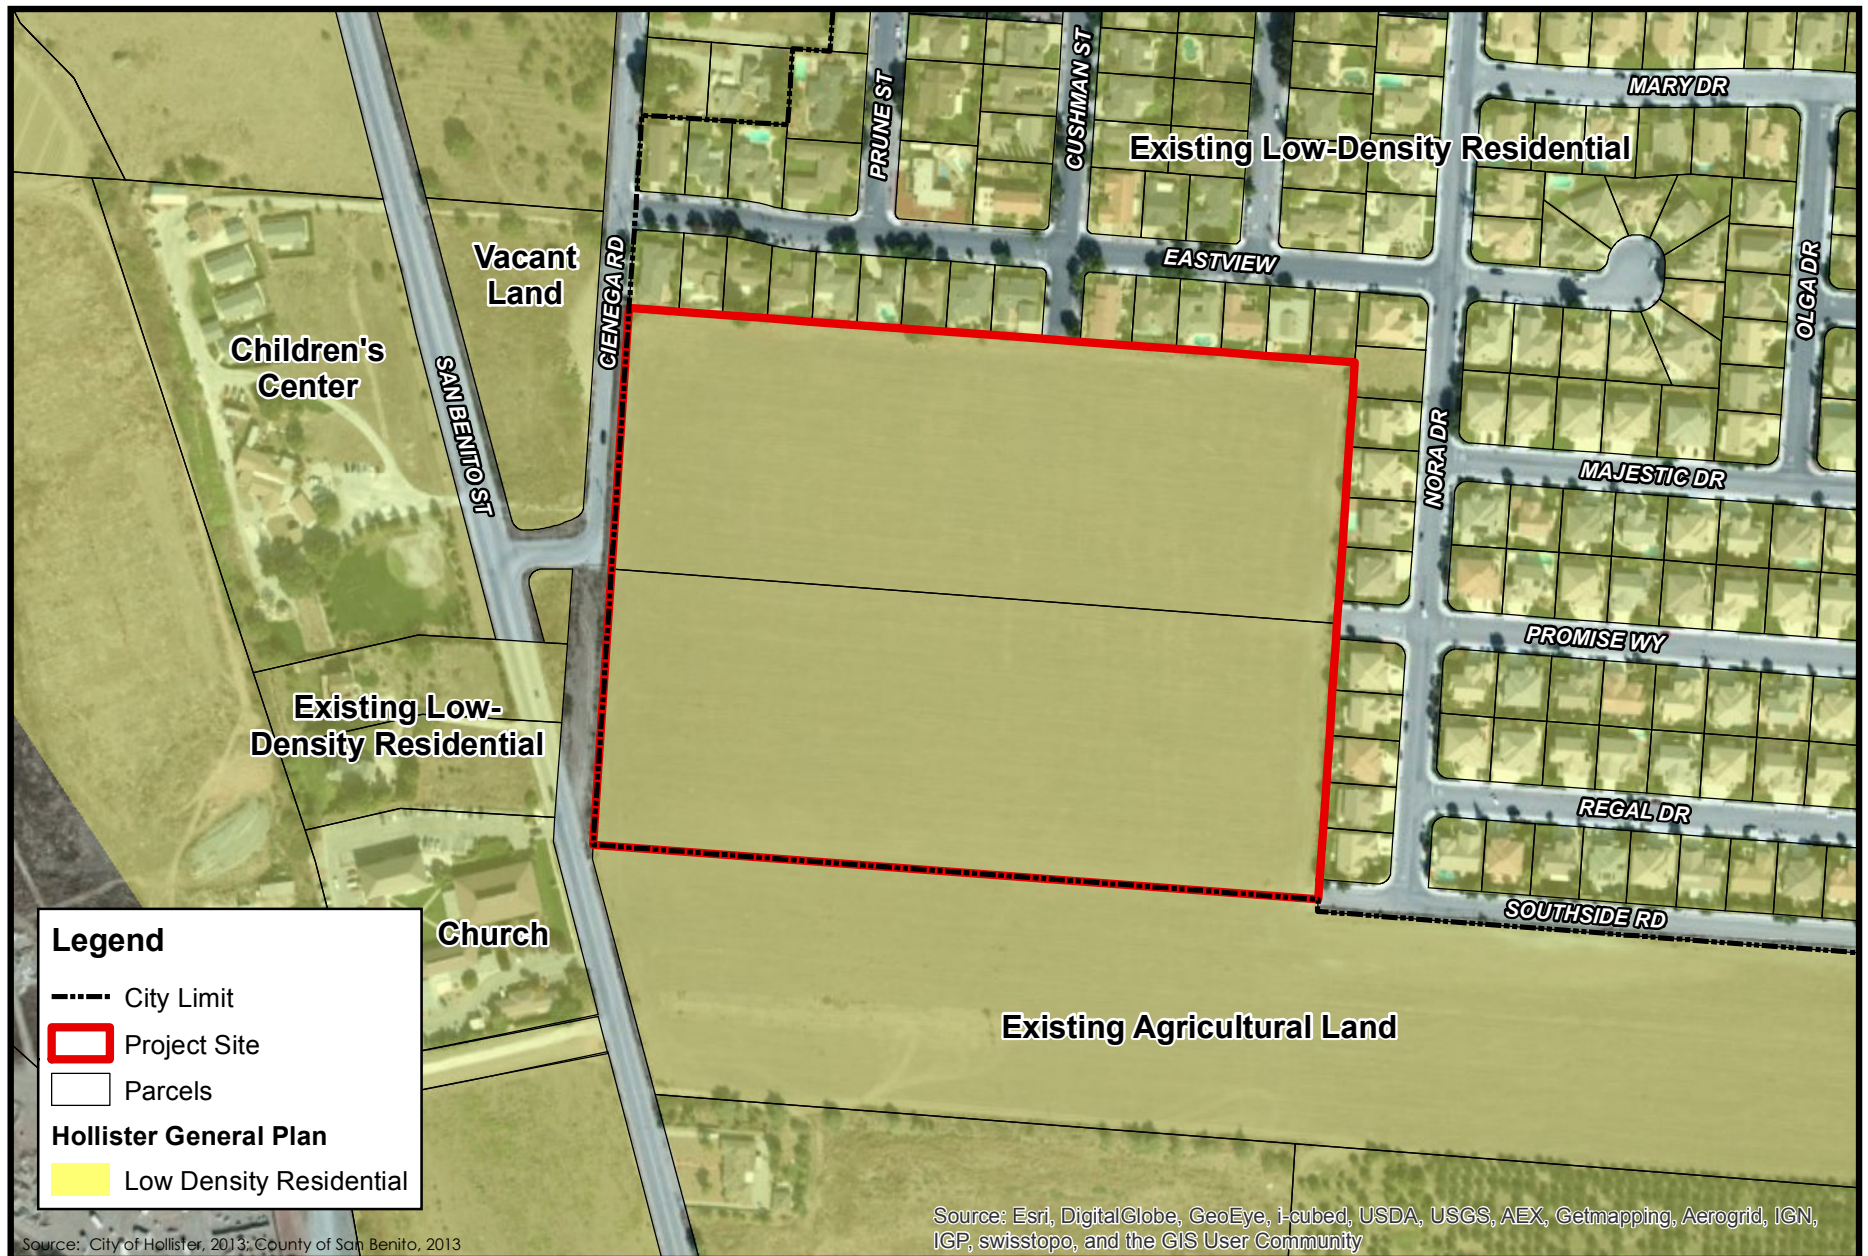 MARY DR
PRUNE ST
CUSHMAN ST
Existing Low-Density Residential
Vacant
Land
CIENEGA RD
EASTVIEW
OLGA DR
Children's
Center
SAN BENITO ST
NORA DR
MAJESTIC DR
PROMISE WY
Existing Low-
Density Residential
REGAL DR
SOUTHSIDE RD
Church
Existing Agricultural Land
Legend
City Limit
Project Site
Parcels
Hollister General Plan
Low Density Residential
Source: City of Hollister, 2013; County of San Benito, 2013
Source: Esri, DigitalGlobe, GeoEye, i-cubed, USDA, USGS, AEX, Getmapping, Aerogrid, IGN,
IGP, swisstopo, and the GIS User Community